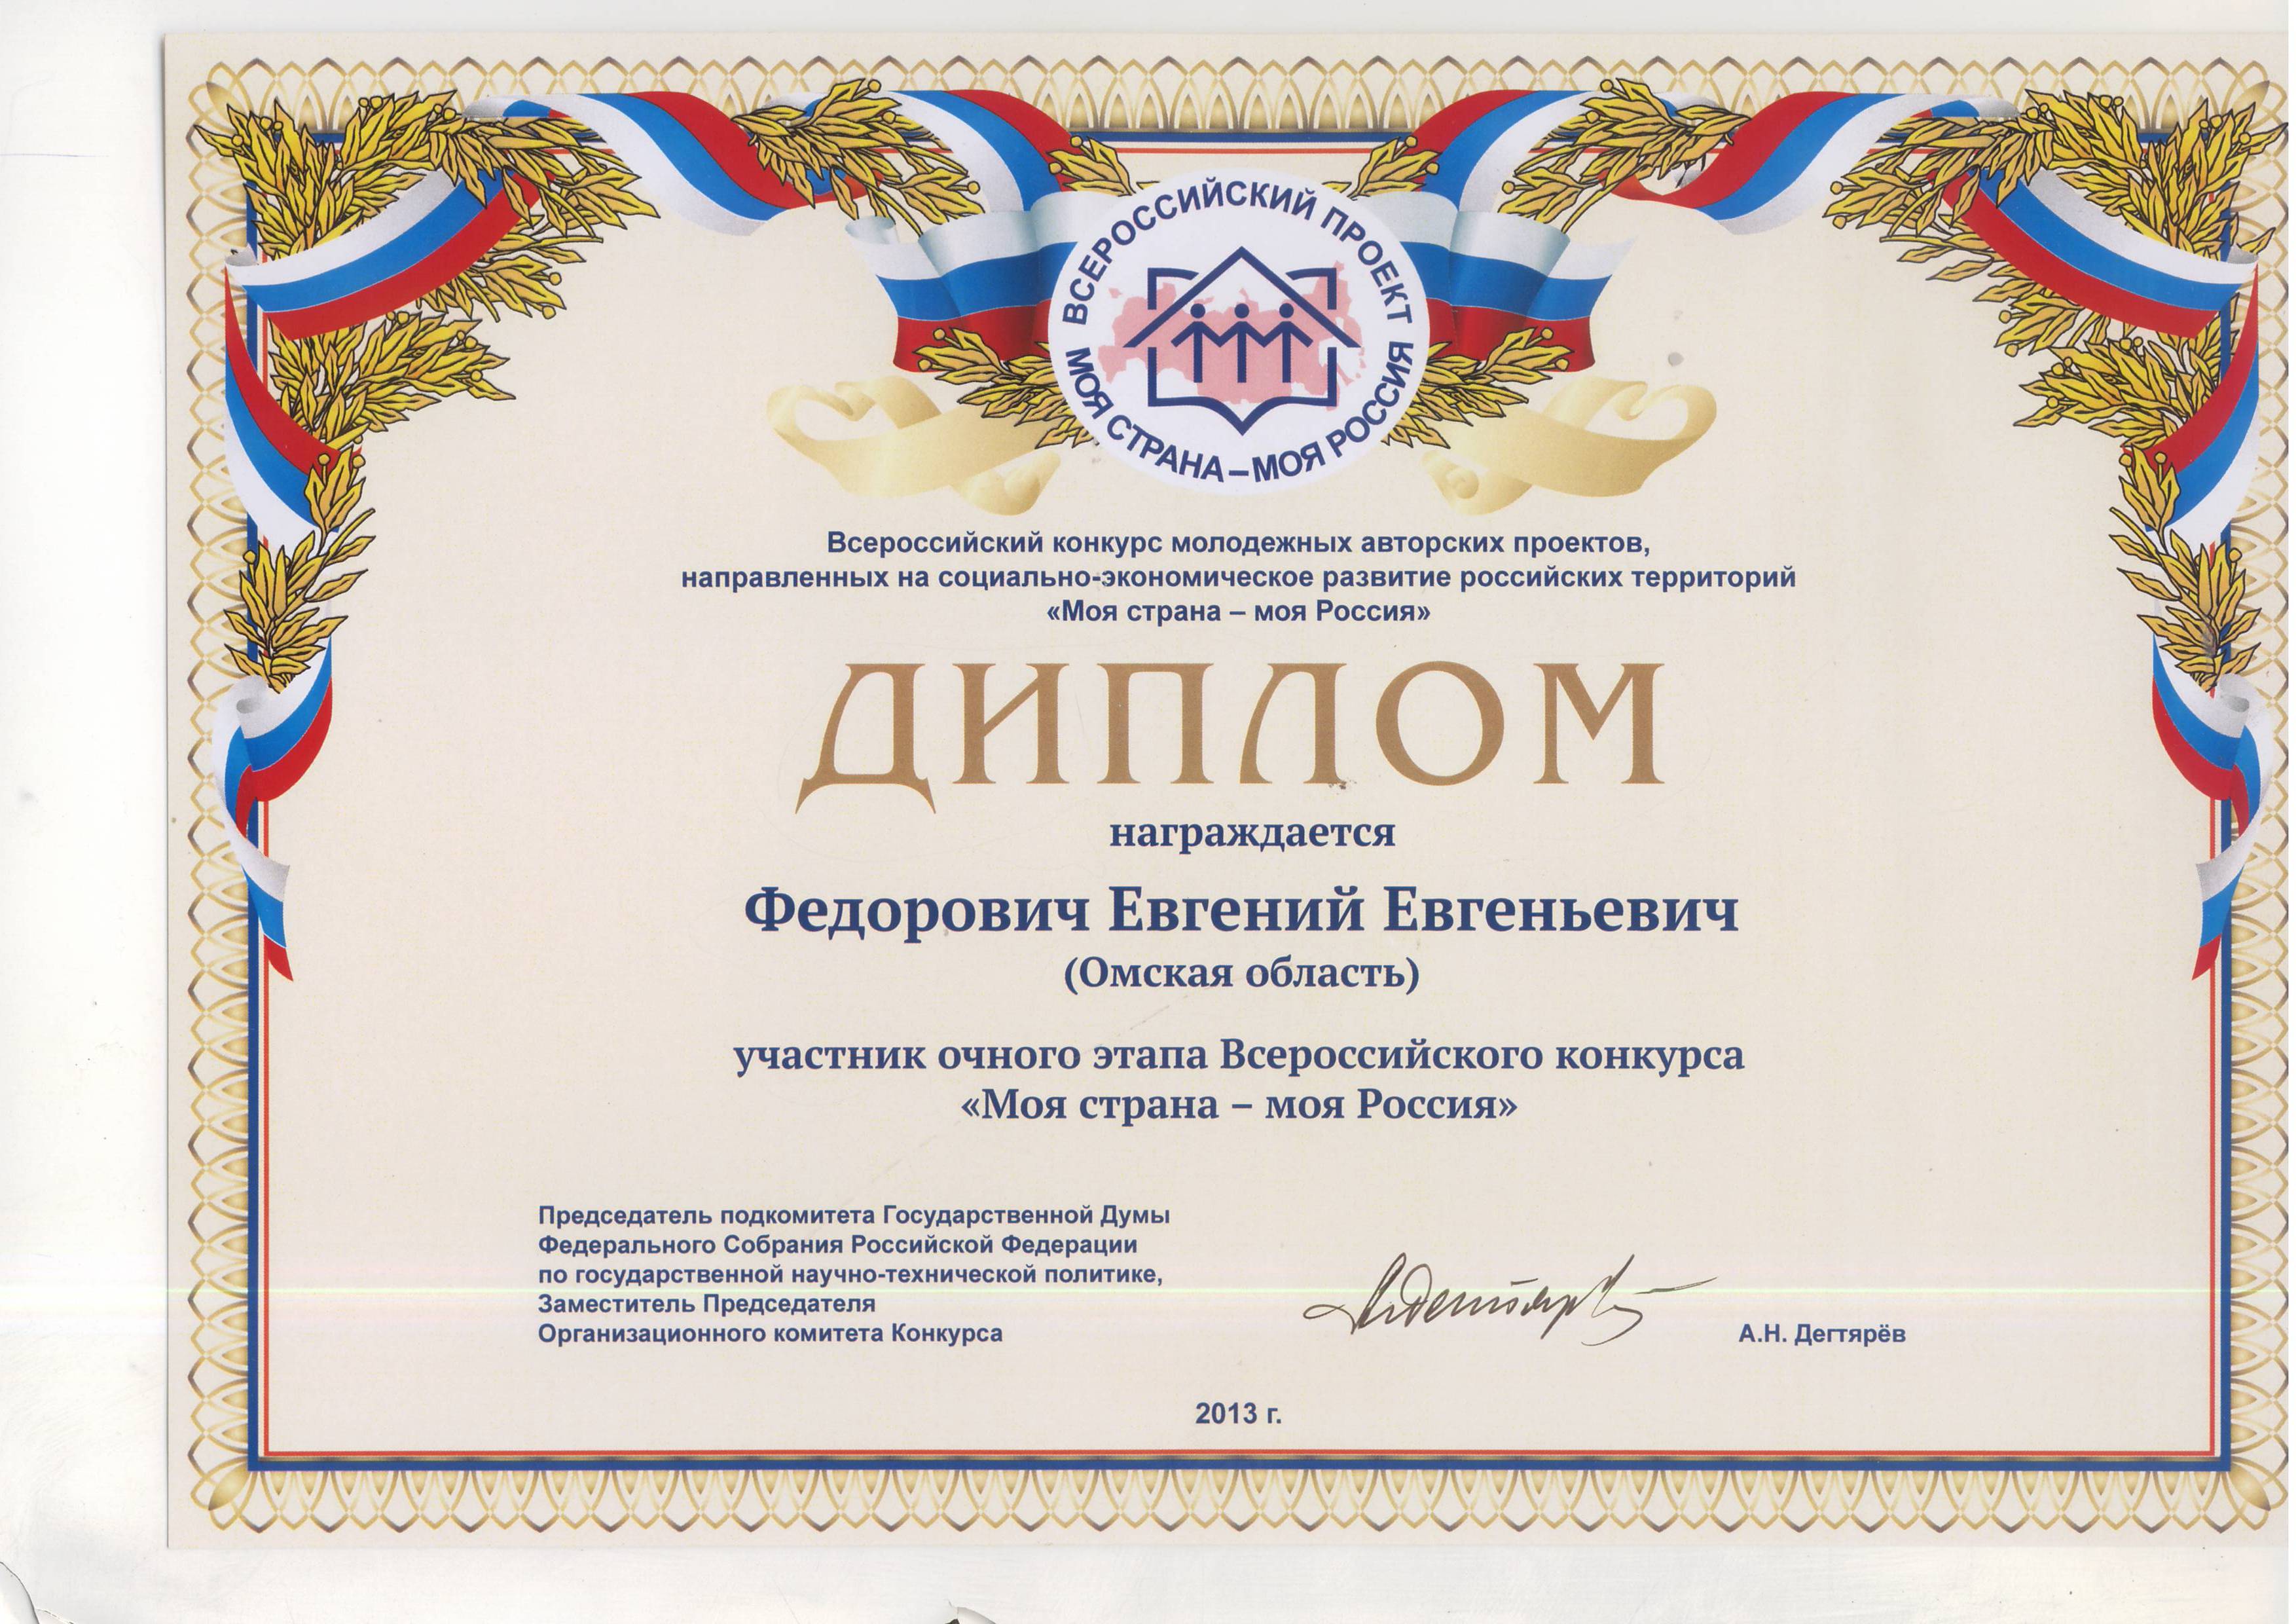 ВСЕРОССИЙСКИЙ ПРОЕКТ
МОЯ СТРАНА – МОЯ РОССИЯ
Всероссийский конкурс молодежных авторских проектов,
направленных на социально-экономическое развитие российских территорий
«Моя страна – моя Россия»
ДИПЛОМ
награждается
Федорович Евгений Евгеньевич
(Омская область)
участник очного этапа Всероссийского конкурса
«Моя страна – моя Россия»
Председатель подкомитета Государственной Думы
Федерального Собрания Российской Федерации
по государственной научно-технической политике,
Заместитель Председателя
Организационного комитета Конкурса
А.Н. Дегтярёв
2013 г.